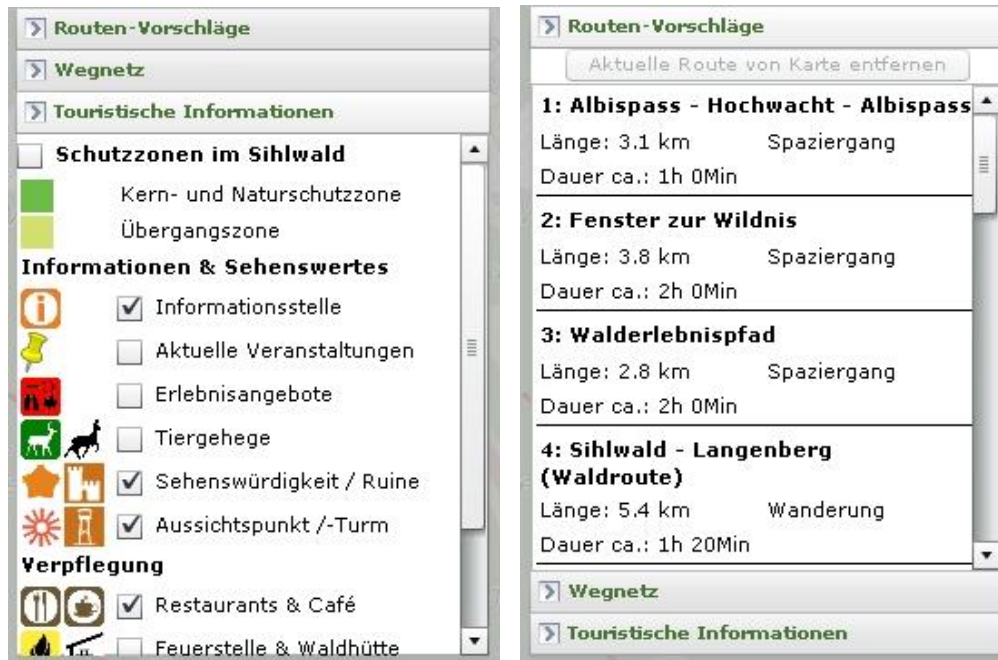 Routen-Vorschläge
Wegnetz
Touristische Informationen
Schutzzonen im Sihlwald
Kern- und Naturschutzzone
Übergangszone
Informationen & Sehenswertes
Informationsstelle
Aktuelle Veranstaltungen
Erlebnisangebote
Tiergehege
Sehenswürdigkeit / Ruine
Aussichtspunkt /-Turm
Verpflegung
Restaurants & Café
Feuerstelle & Waldhütte
Routen-Vorschläge
Aktuelle Route von Karte entfernen
1: Albispass - Hochwacht - Albispass
Länge: 3.1 km Spaziergang
Dauer ca.: 1h 0Min
2: Fenster zur Wildnis
Länge: 3.8 km Spaziergang
Dauer ca.: 2h 0Min
3: Walderlebnispfad
Länge: 2.8 km Spaziergang
Dauer ca.: 2h 0Min
4: Sihlwald - Langenberg
(Waldroute)
Länge: 5.4 km Wanderung
Dauer ca.: 1h 20Min
Wegnetz
Touristische Informationen